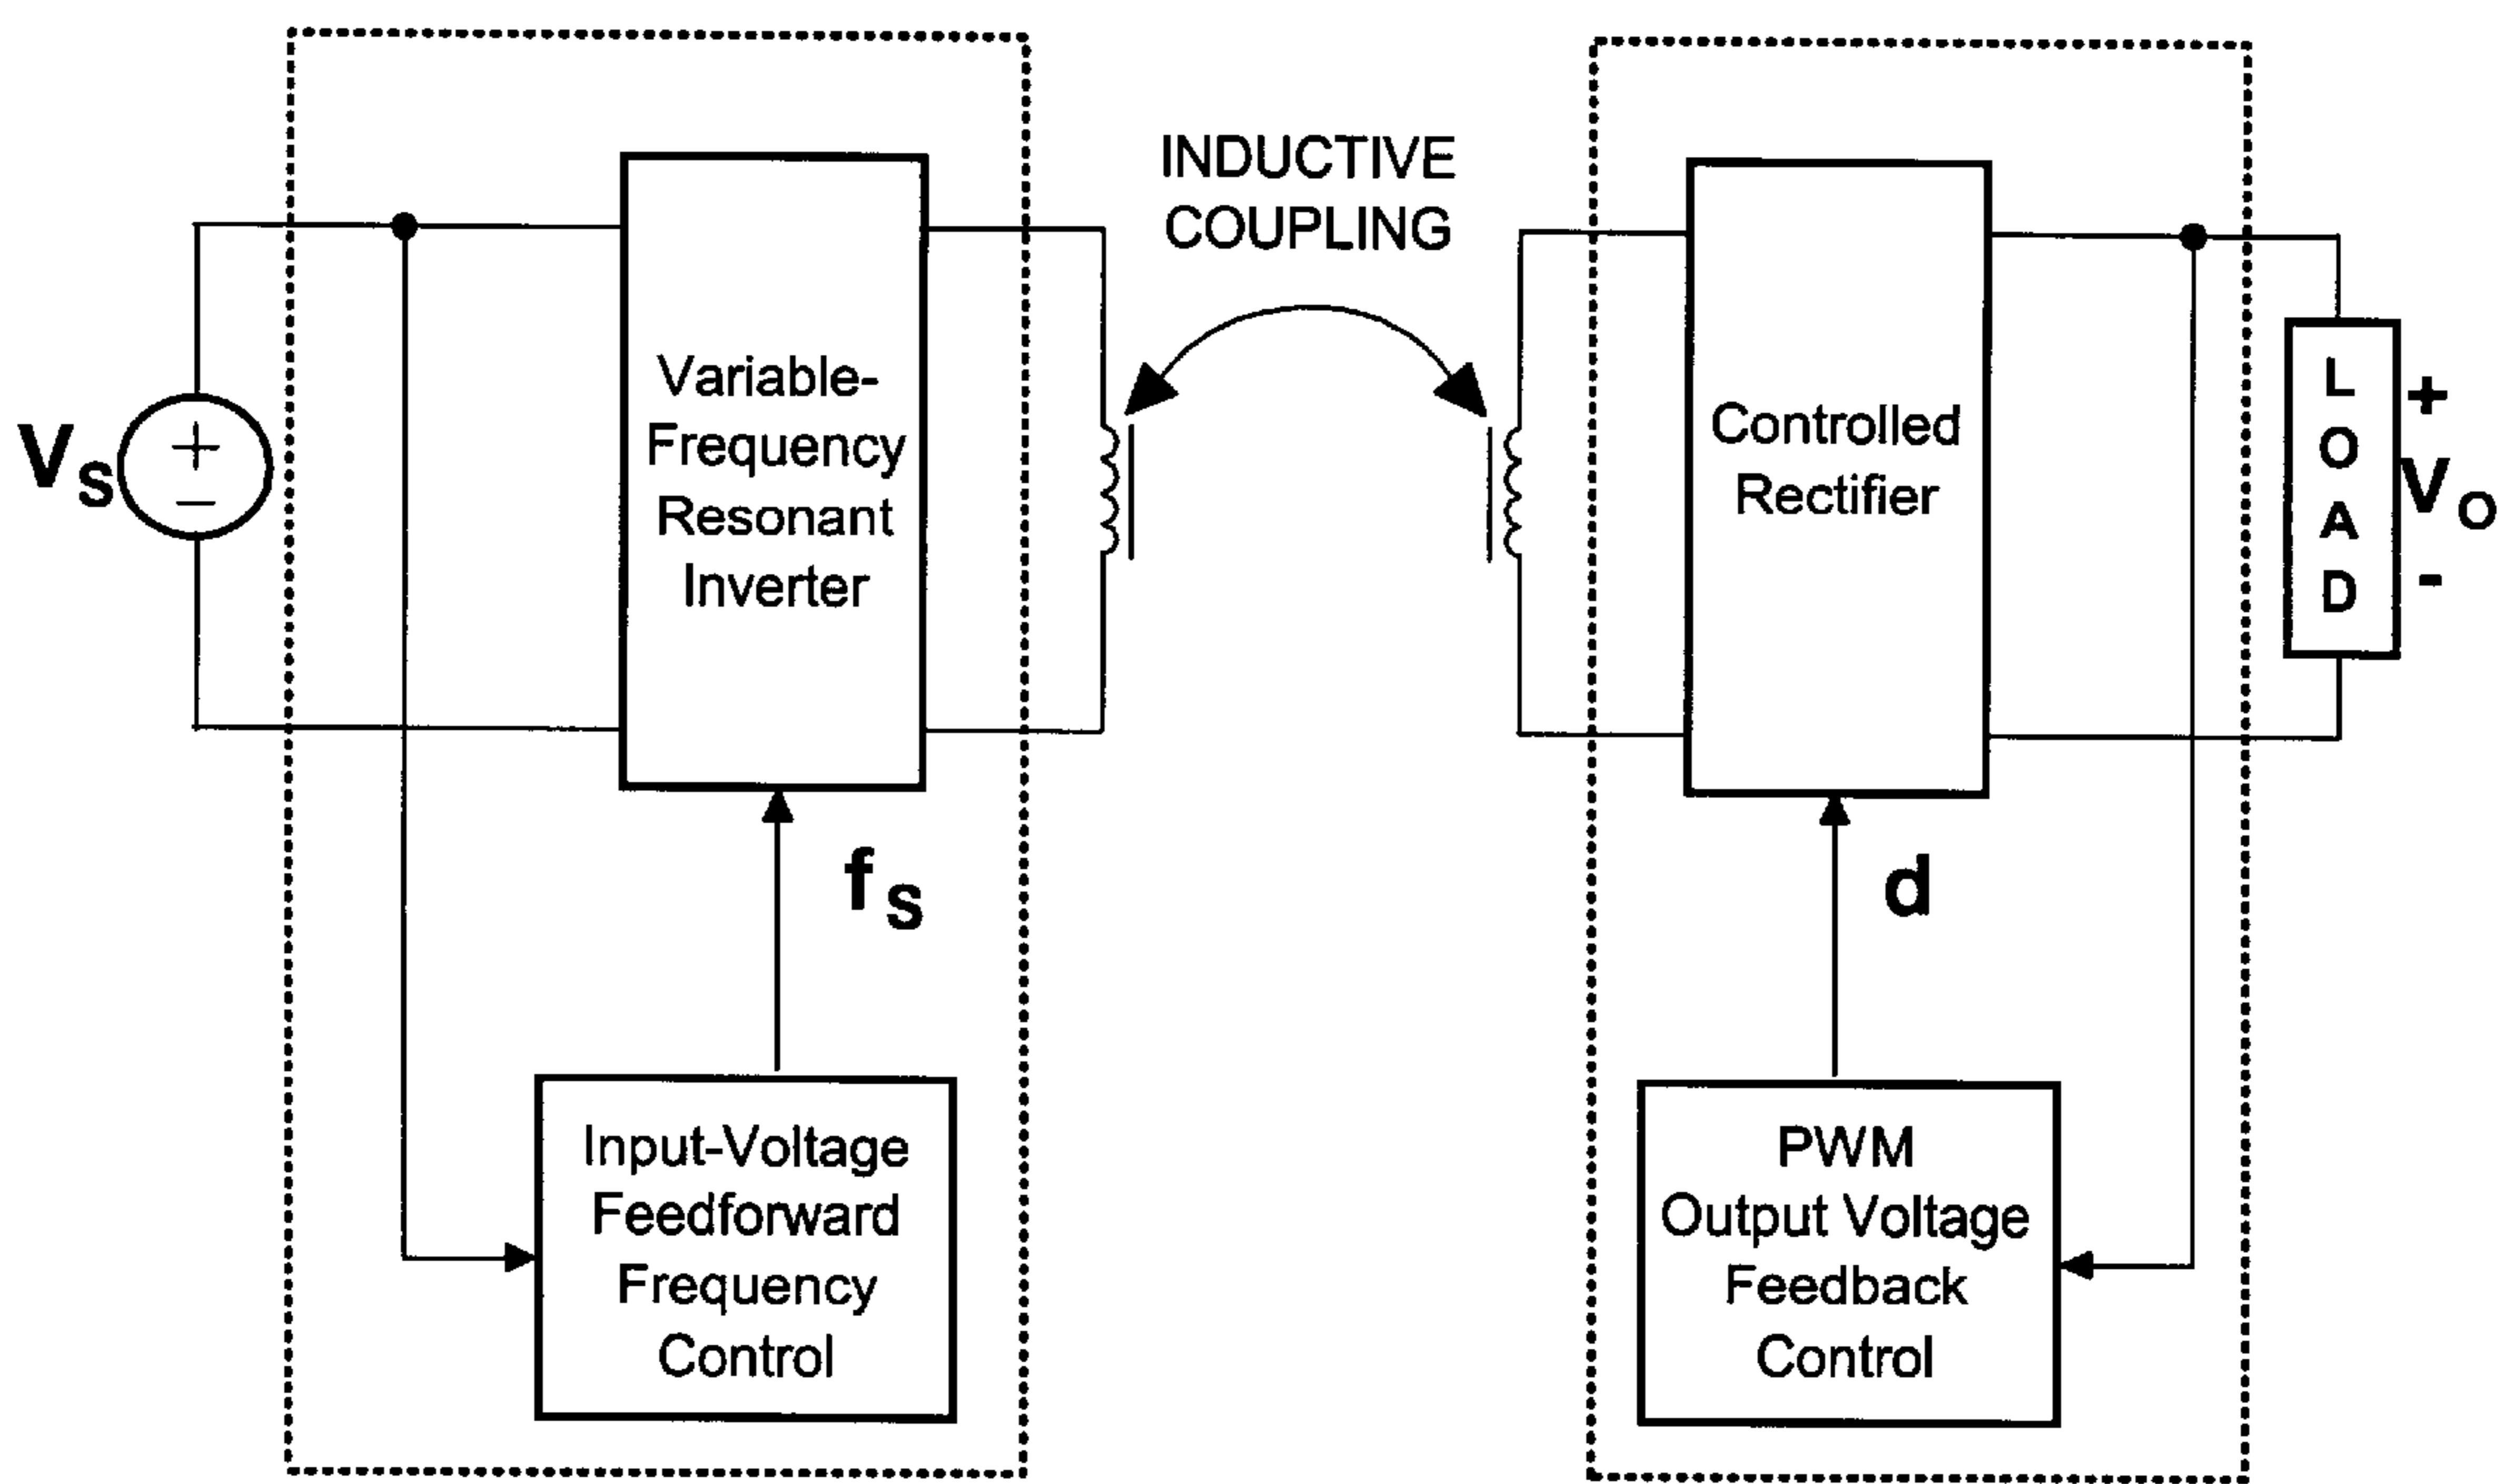 INDUCTIVE
COUPLING
Variable-
Frequency
Resonant
Inverter
Controlled
Rectifier
VS
+
−
L
O
A
D
+
VO
-
fS
d
Input-Voltage
Feedforward
Frequency
Control
PWM
Output Voltage
Feedback
Control